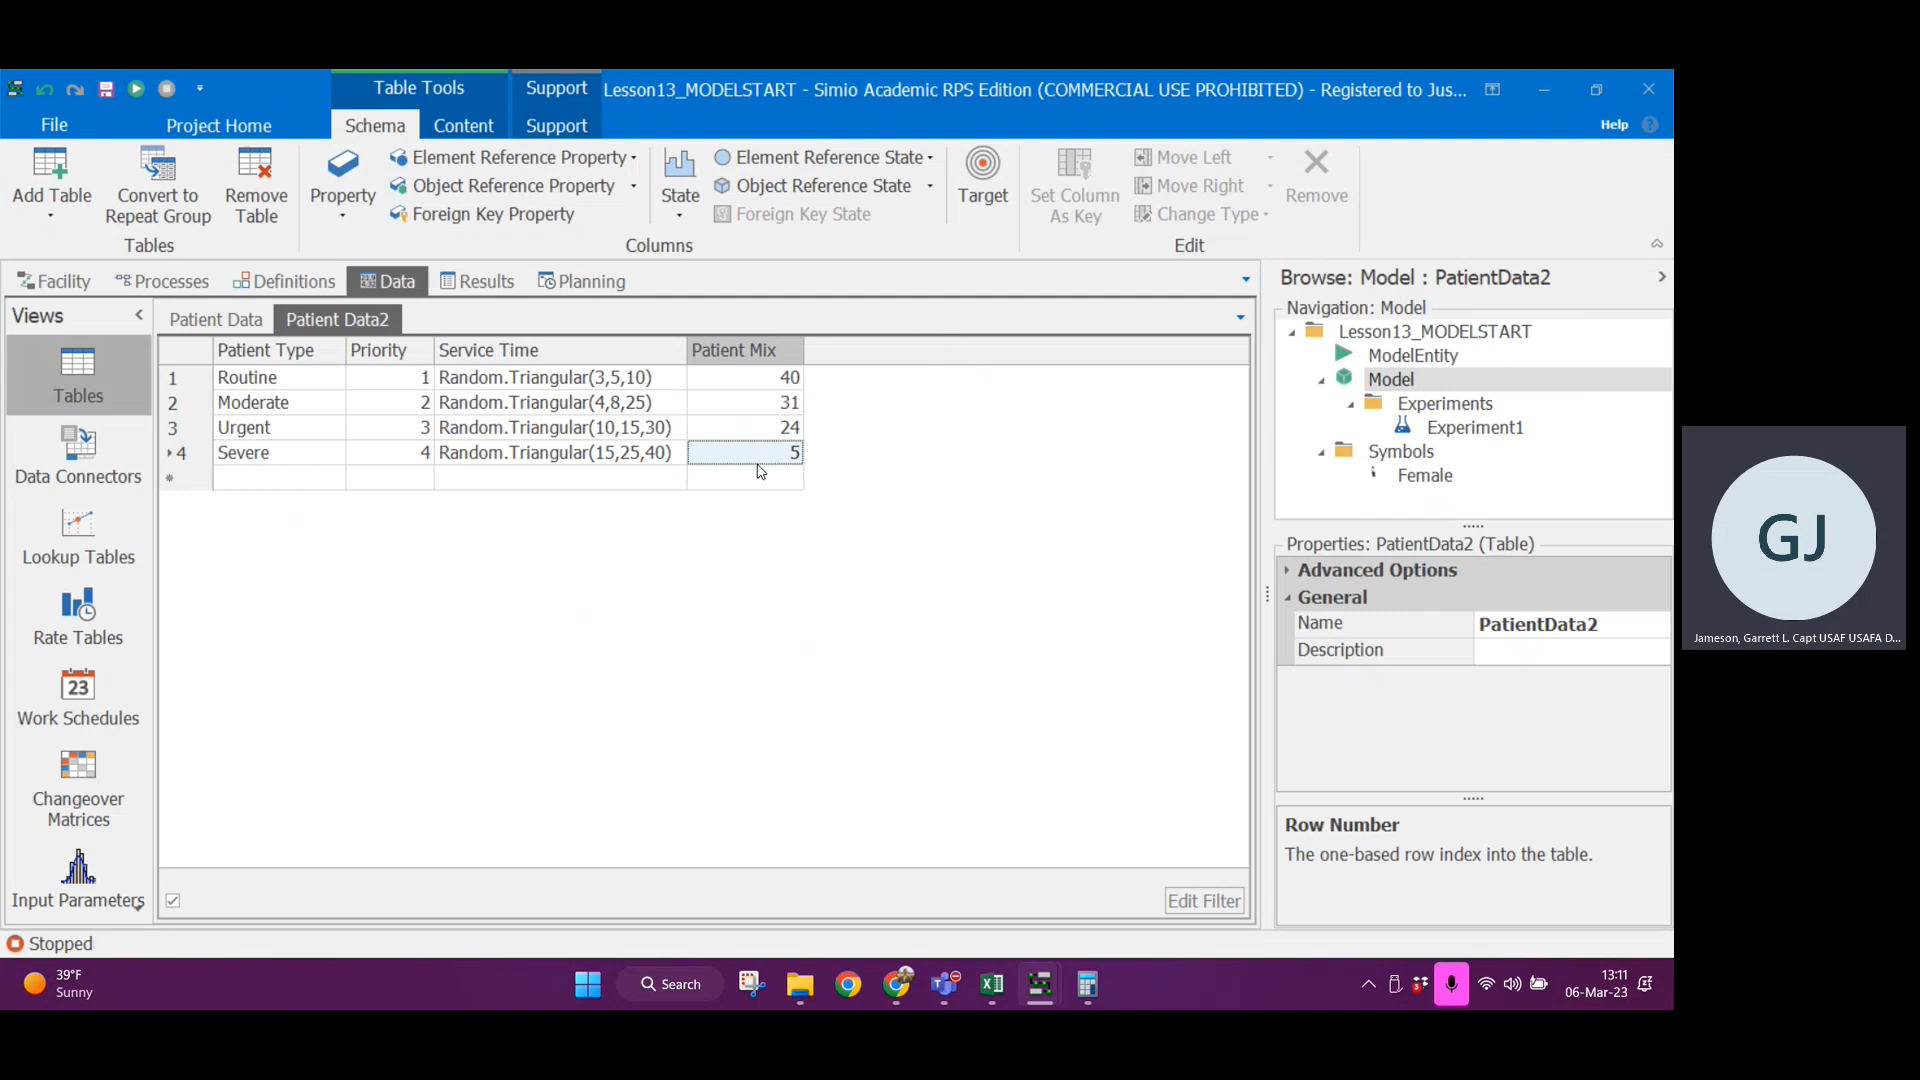 Table Tools
Support
Lesson13_MODELSTART - Simio Academic RPS Edition (COMMERCIAL USE PROHIBITED) - Registered to Jus...
File
Project Home
Schema
Content
Support
Help
Add Table
Convert to
Repeat Group
Remove
Table
Tables
Property
Element Reference Property
Object Reference Property
Foreign Key Property
State
Element Reference State
Object Reference State
Foreign Key State
Columns
Target
Set Column
As Key
Move Left
Move Right
Change Type
Remove
Edit
Facility
Processes
Definitions
Data
Results
Planning
Views
Tables
Data Connectors
Lookup Tables
Rate Tables
23
Work Schedules
Changeover
Matrices
Input Parameters
Patient Data
Patient Data2
Patient Type Priority Service Time Patient Mix
1 Routine 1 Random.Triangular(3,5,10) 40
2 Moderate 2 Random.Triangular(4,8,25) 31
3 Urgent 3 Random.Triangular(10,15,30) 24
4 Severe 4 Random.Triangular(15,25,40) 5
Edit Filter
Browse: Model : PatientData2
Navigation: Model
Lesson13_MODELSTART
ModelEntity
Model
Experiments
Experiment1
Symbols
Female
Properties: PatientData2 (Table)
Advanced Options
General
Name PatientData2
Description
Row Number
The one-based row index into the table.
GJ
Jameson, Garrett L. Capt USAF USAFA D...
Stopped
39°F
Sunny
Search
13:11
06-Mar-23